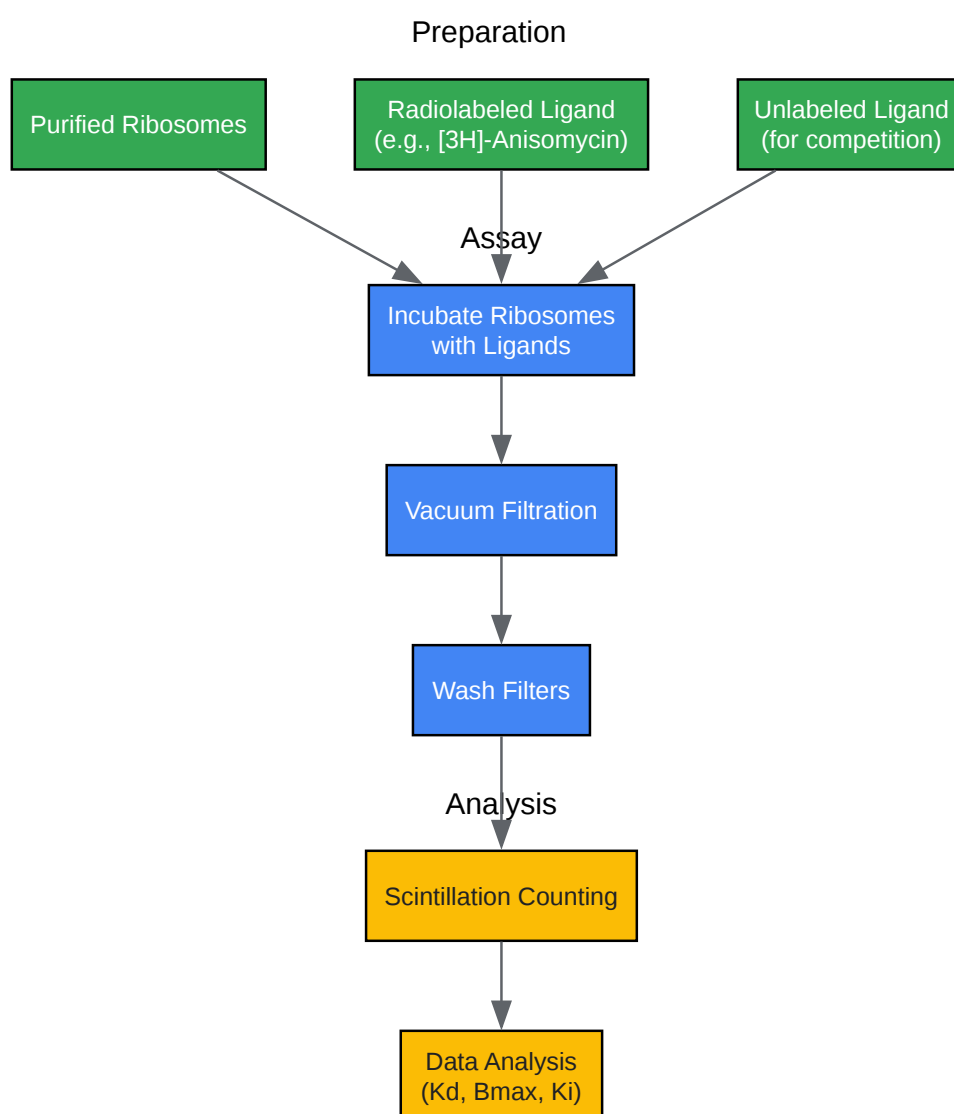 Preparation
Purified Ribosomes
Radiolabeled Ligand
(e.g., [3H]-Anisomycin)
Unlabeled Ligand
(for competition)
Assay
Incubate Ribosomes
with Ligands
Vacuum Filtration
Wash Filters
Analysis
Scintillation Counting
Data Analysis
(Kd, Bmax, Ki)